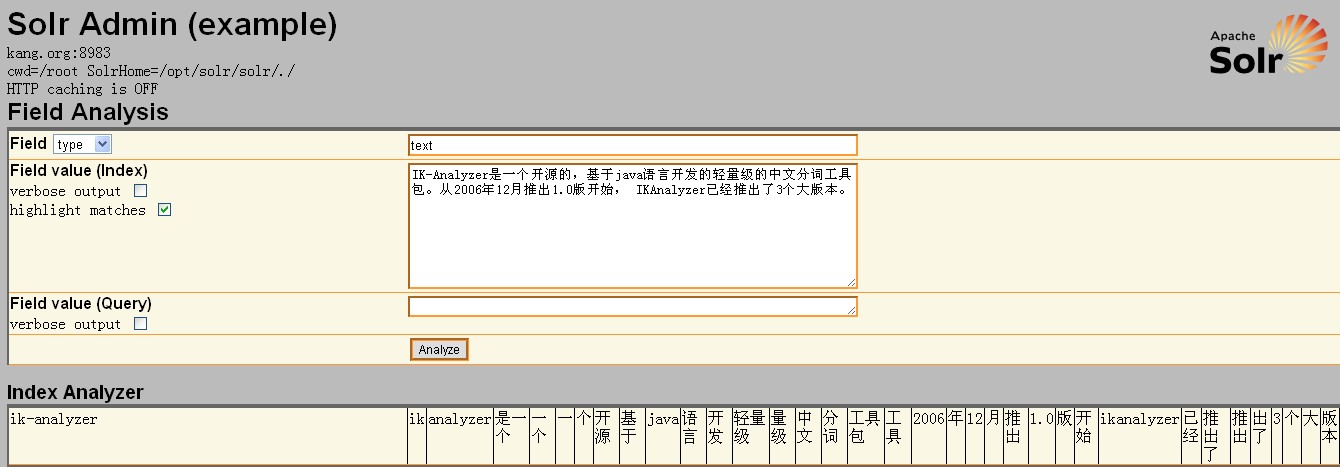 Solr Admin (example)
kang.org:8983
cwd=/root SolrHome=/opt/solr/solr/./
HTTP caching is OFF
Apache
Solr
Field Analysis
Field type text
Field value (Index)
verbose output
highlight matches
IK-Analyzer是一个开源的，基于java语言开发的轻量级的中文分词工具
包。从2006年12月推出1.0版开始， IKAnalyzer已经推出了3个大版本。
Field value (Query)
verbose output
Analyze
Index Analyzer
ik-analyzer ik analyzer 是一个 一个 一 个 开源 基于 java 语言 开发 轻量级 量级 中文 分词 工具包 工具 2006 年 12 月 推出 1.0 版 开始 ikanalyzer 已经 推出了 推出 出了 3 个 大 版本